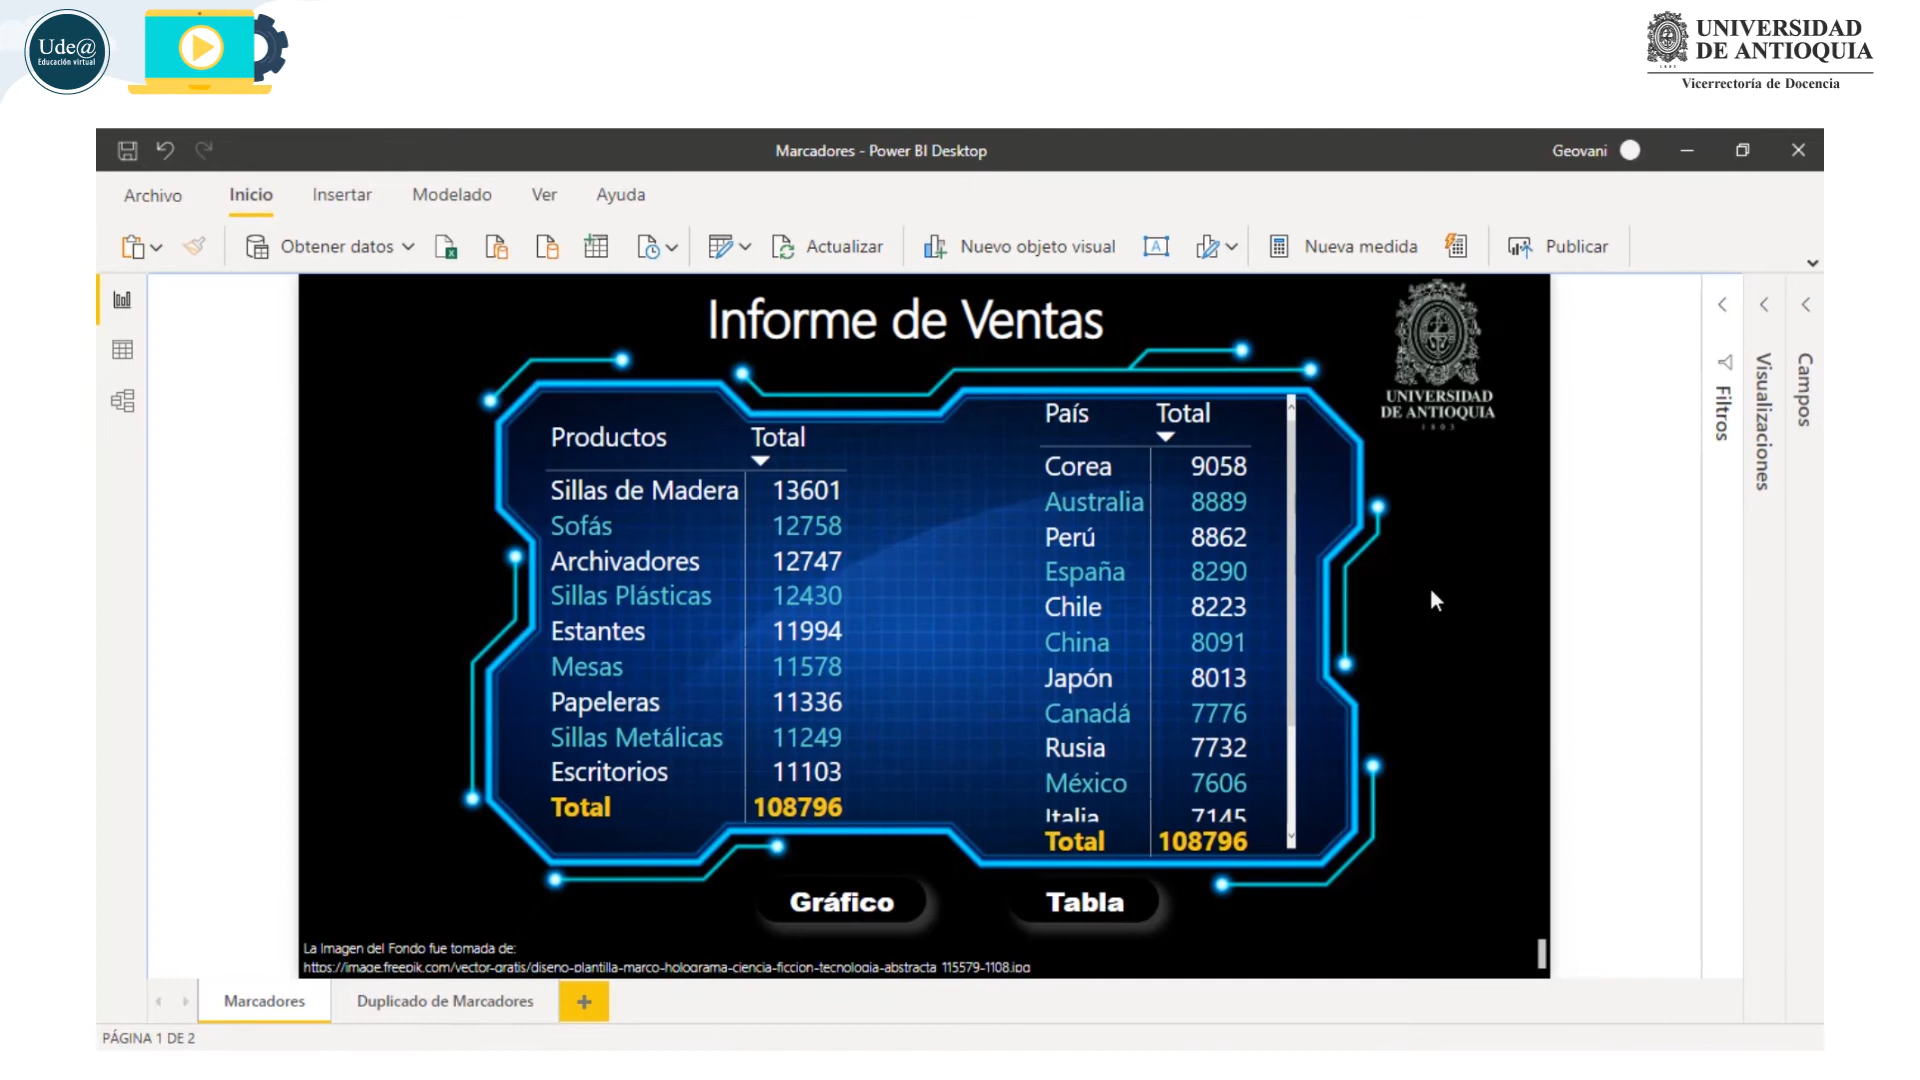 Ude@
Educación virtual
UNIVERSIDAD
DE ANTIOQUIA
1803
Vicerrectoría de Docencia
Marcadores - Power BI Desktop
Geovani
Archivo
Inicio
Insertar
Modelado
Ver
Ayuda
Obtener datos
Actualizar
Nuevo objeto visual
A
Nueva medida
Publicar
Informe de Ventas
UNIVERSIDAD
DE ANTIOQUIA
1803
Filtros
Visualizaciones
Campos
Productos Total
Sillas de Madera 13601
Sofás 12758
Archivadores 12747
Sillas Plásticas 12430
Estantes 11994
Mesas 11578
Papeleras 11336
Sillas Metálicas 11249
Escritorios 11103
Total 108796
País Total
Corea 9058
Australia 8889
Perú 8862
España 8290
Chile 8223
China 8091
Japón 8013
Canadá 7776
Rusia 7732
México 7606
Italia 7145
Total 108796
Gráfico
Tabla
La Imagen del Fondo fue tomada de:
https://image.freepik.com/vector-gratis/diseno-plantilla-marco-holograma-ciencia-ficcion-tecnologia-abstracta_115579-1108.jpg
Marcadores
Duplicado de Marcadores
PÁGINA 1 DE 2